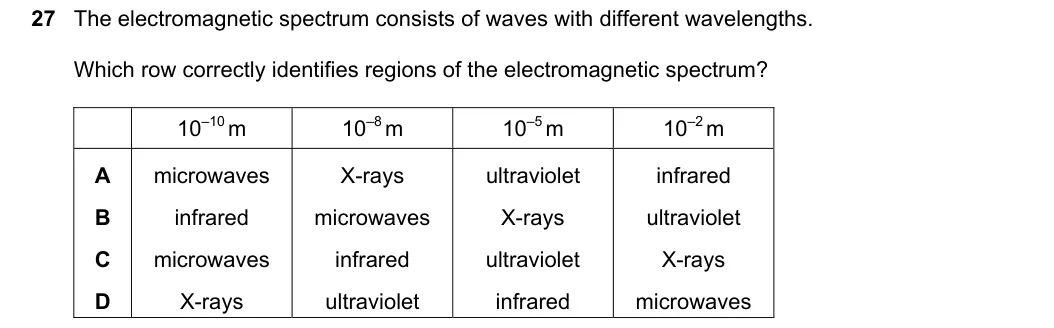 27 The electromagnetic spectrum consists of waves with different wavelengths.
Which row correctly identifies regions of the electromagnetic spectrum?
10⁻¹⁰ m 10⁻⁸ m 10⁻⁵ m 10⁻² m
A microwaves X-rays ultraviolet infrared
B infrared microwaves X-rays ultraviolet
C microwaves infrared ultraviolet X-rays
D X-rays ultraviolet infrared microwaves